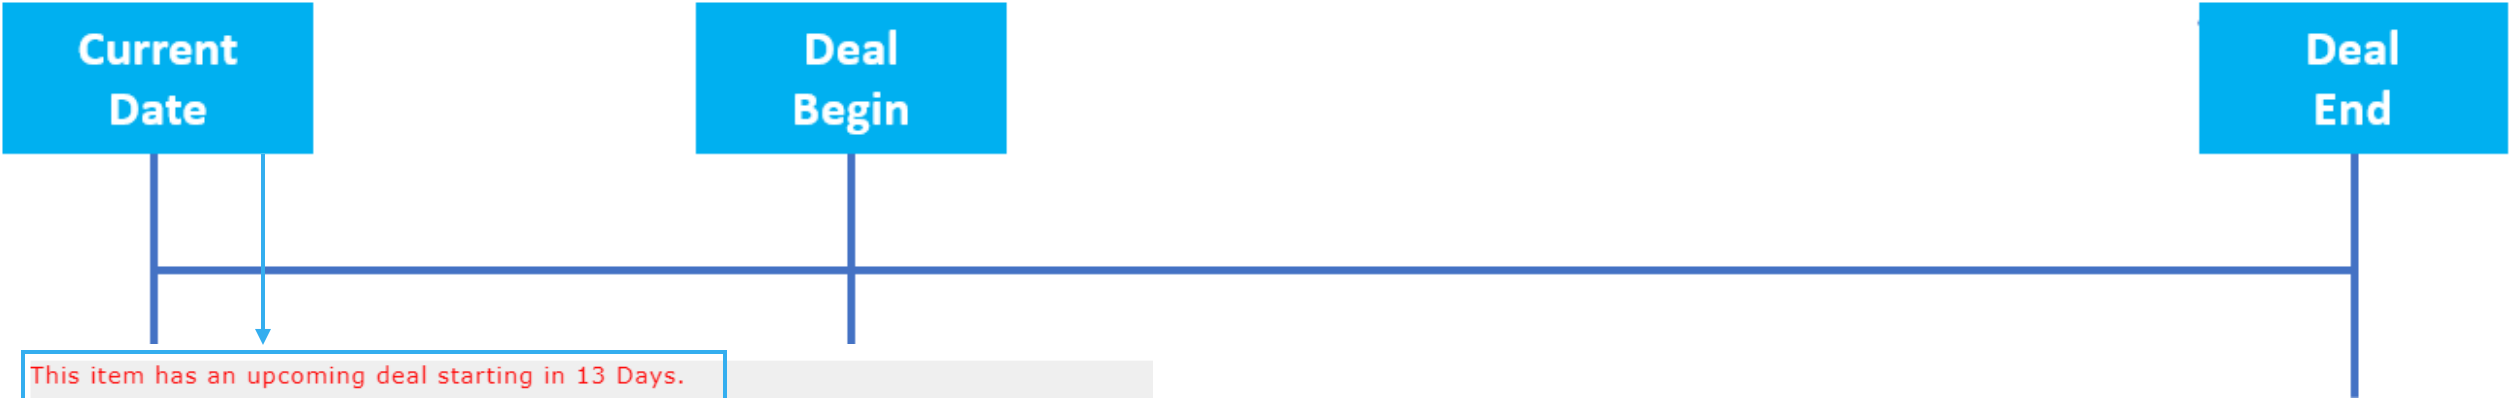 Current
Date
Deal
Begin
Deal
End
This item has an upcoming deal starting in 13 Days.